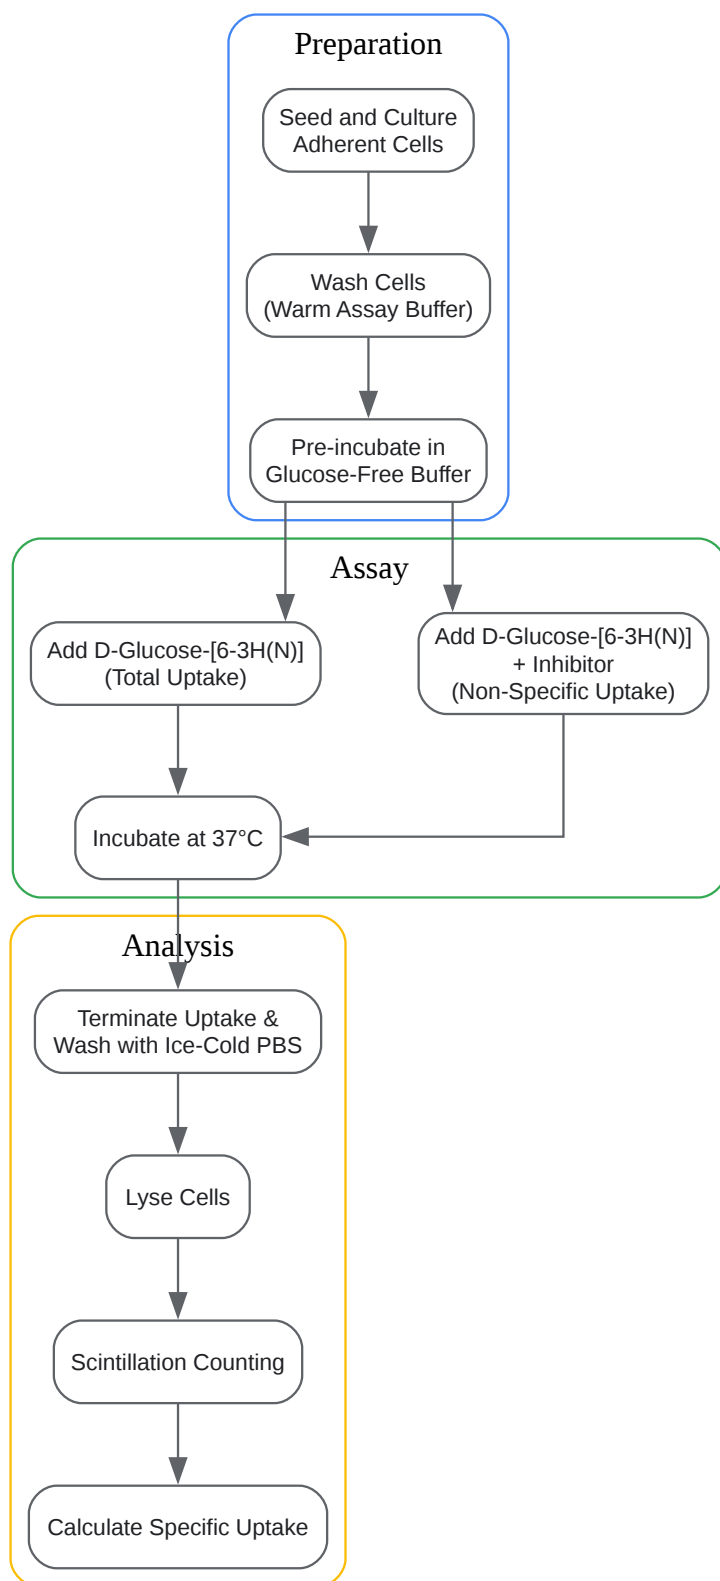 Preparation
Seed and Culture
Adherent Cells
Wash Cells
(Warm Assay Buffer)
Pre-incubate in
Glucose-Free Buffer
Assay
Add D-Glucose-[6-3H(N)]
(Total Uptake)
Add D-Glucose-[6-3H(N)]
+ Inhibitor
(Non-Specific Uptake)
Incubate at 37°C
Analysis
Terminate Uptake &
Wash with Ice-Cold PBS
Lyse Cells
Scintillation Counting
Calculate Specific Uptake